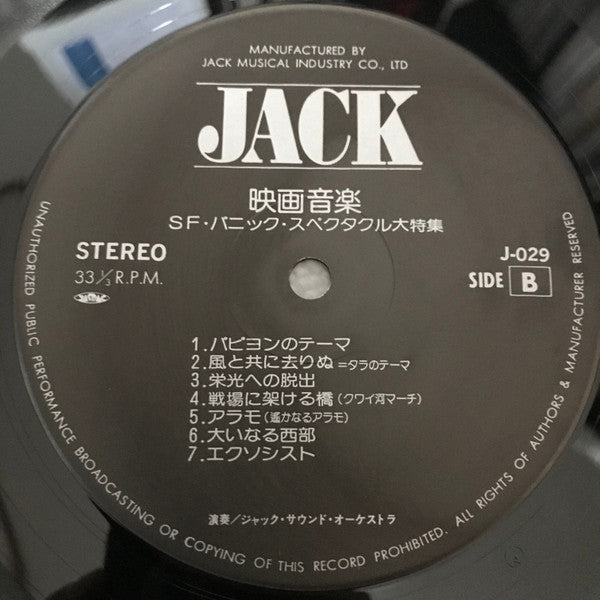 MANUFACTURED BY
JACK MUSICAL INDUSTRY CO., LTD
JACK
映画音楽
SF・パニック・スペクタクル大特集
STEREO
33⅓ R.P.M.
J-029
SIDE B
1.パピヨンのテーマ
2.風と共に去りぬ=タラのテーマ
3.栄光への脱出
4.戦場に架ける橋(クワイ河マーチ)
5.アラモ(遙かなるアラモ)
6.大いなる西部
7.エクソシスト
演奏/ジャック・サウンド・オーケストラ
UNAUTHORIZED PUBLIC PERFORMANCE BROADCASTING OR COPYING OF THIS RECORD PROHIBITED. ALL RIGHTS OF AUTHORS & MANUFACTURER RESERVED